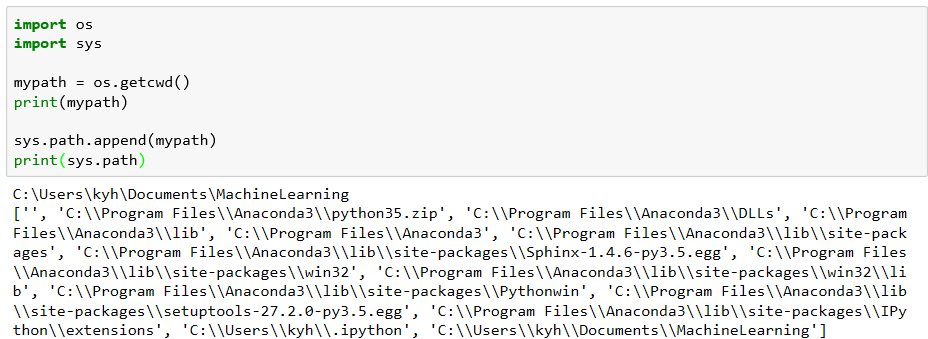 import os
import sys
mypath = os.getcwd()
print(mypath)
sys.path.append(mypath)
print(sys.path)
C:\Users\kyh\Documents\MachineLearning
['', 'C:\\Program Files\\Anaconda3\\python35.zip', 'C:\\Program Files\\Anaconda3\\DLLs', 'C:\\Program
Files\\Anaconda3\\lib', 'C:\\Program Files\\Anaconda3', 'C:\\Program Files\\Anaconda3\\lib\\site-pack
ages', 'C:\\Program Files\\Anaconda3\\lib\\site-packages\\Sphinx-1.4.6-py3.5.egg', 'C:\\Program Files
\\Anaconda3\\lib\\site-packages\\win32', 'C:\\Program Files\\Anaconda3\\lib\\site-packages\\win32\\li
b', 'C:\\Program Files\\Anaconda3\\lib\\site-packages\\Pythonwin', 'C:\\Program Files\\Anaconda3\\lib
\\site-packages\\setuptools-27.2.0-py3.5.egg', 'C:\\Program Files\\Anaconda3\\lib\\site-packages\\IPy
thon\\extensions', 'C:\\Users\\kyh\\.ipython', 'C:\\Users\\kyh\\Documents\\MachineLearning']